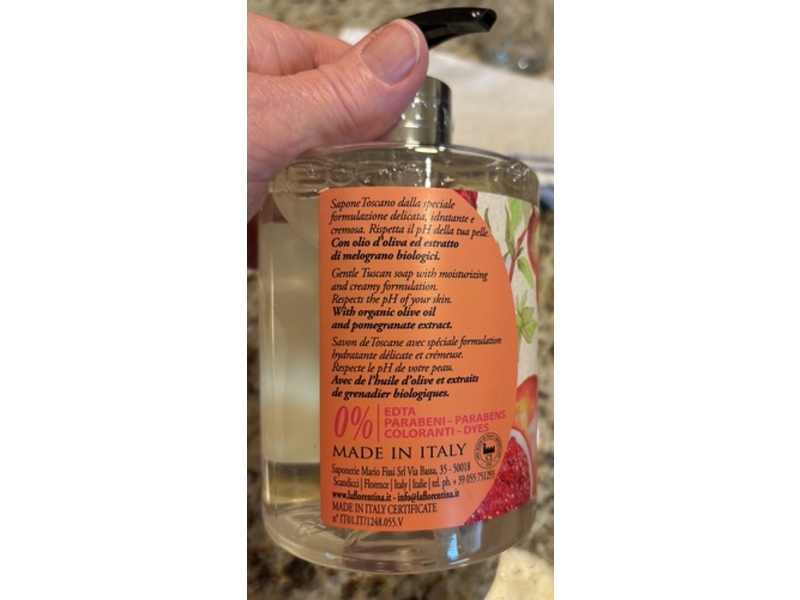 Sapone Toscano dalla speciale
formulazione delicata, idratante e
cremosa. Rispetta il pH della tua pelle.
Con olio d'oliva ed estratto
di melograno biologici.
Gentle Tuscan soap with moisturizing
and creamy formulation.
Respects the pH of your skin.
With organic olive oil
and pomegranate extract.
Savon de Toscane avec spéciale formulation
hydratante délicate et crémeuse.
Respecte le pH de votre peau.
Avec de l'huile d'olive et extraits
de grenadier biologiques.
0% EDTA
PARABENI - PARABENS
COLORANTI - DYES
MADE IN ITALY
Saponerie Mario Fissi Srl Via Bassa, 35 - 50018
Scandicci | Florence | Italy | Italie | tel. ph. +39 055 751293
www.laflorentina.it - info@laflorentina.it
MADE IN ITALY CERTIFICATE
n° IT01.IT/1248.055.V